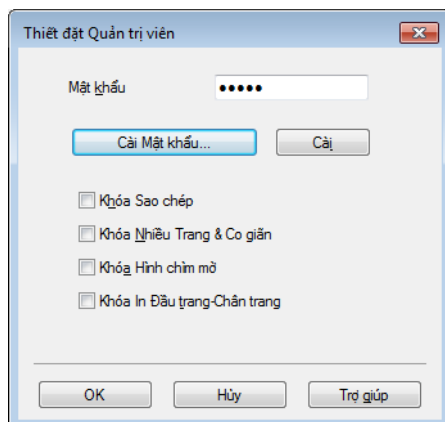 Thiết đặt Quản trị viên
Mật khẩu •••••
Cài Mật khẩu... Cài
Khóa Sao chép
Khóa Nhiều Trang & Co giãn
Khóa Hình chìm mờ
Khóa In Đầu trang-Chân trang
OK Hủy Trợ giúp